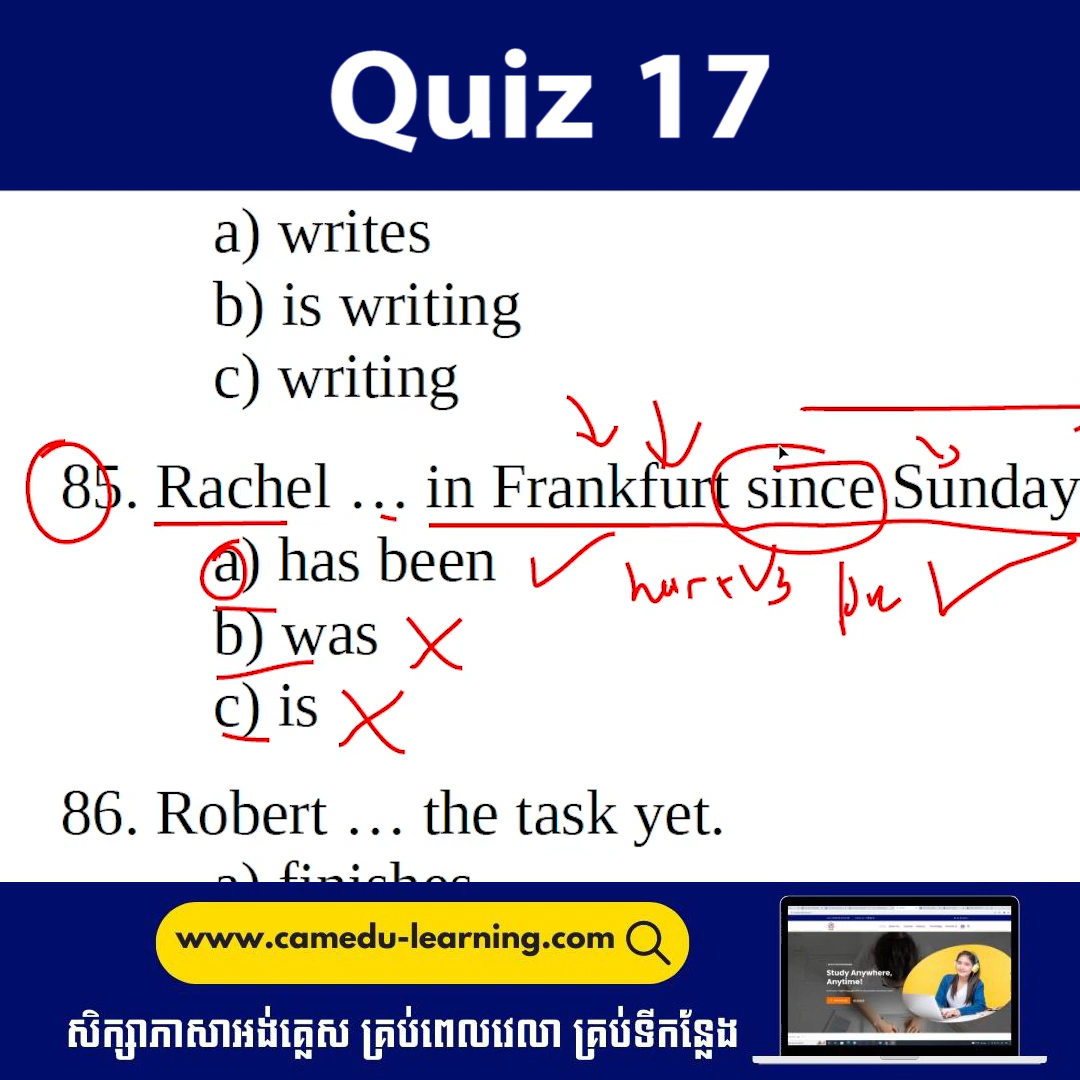 Quiz 17
a) writes
b) is writing
c) writing
85. Rachel … in Frankfurt since Sunday
a) has been
b) was
c) is
86. Robert … the task yet.
a) finishes
www.camedu-learning.com
Study Anywhere,
Anytime!
សិក្សាភាសាអង់គ្លេស គ្រប់ពេលវេលា គ្រប់ទីកន្លែង